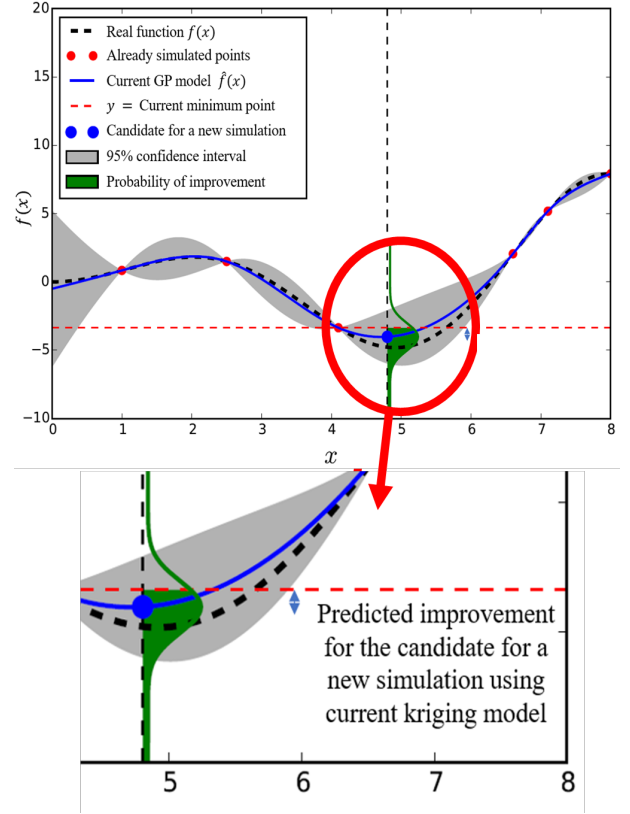 20
15
10
5
0
−5
−10
f(x)
Real function f(x)
Already simulated points
Current GP model f̂(x)
y = Current minimum point
Candidate for a new simulation
95% confidence interval
Probability of improvement
0 1 2 3 4 5 6 7 8
x
Predicted improvement
for the candidate for a
new simulation using
current kriging model
5 6 7 8